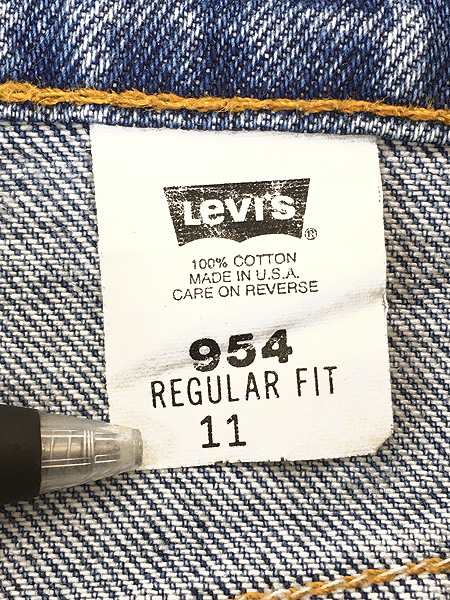 Levi's®
100% COTTON
MADE IN U.S.A.
CARE ON REVERSE
954
REGULAR FIT
11